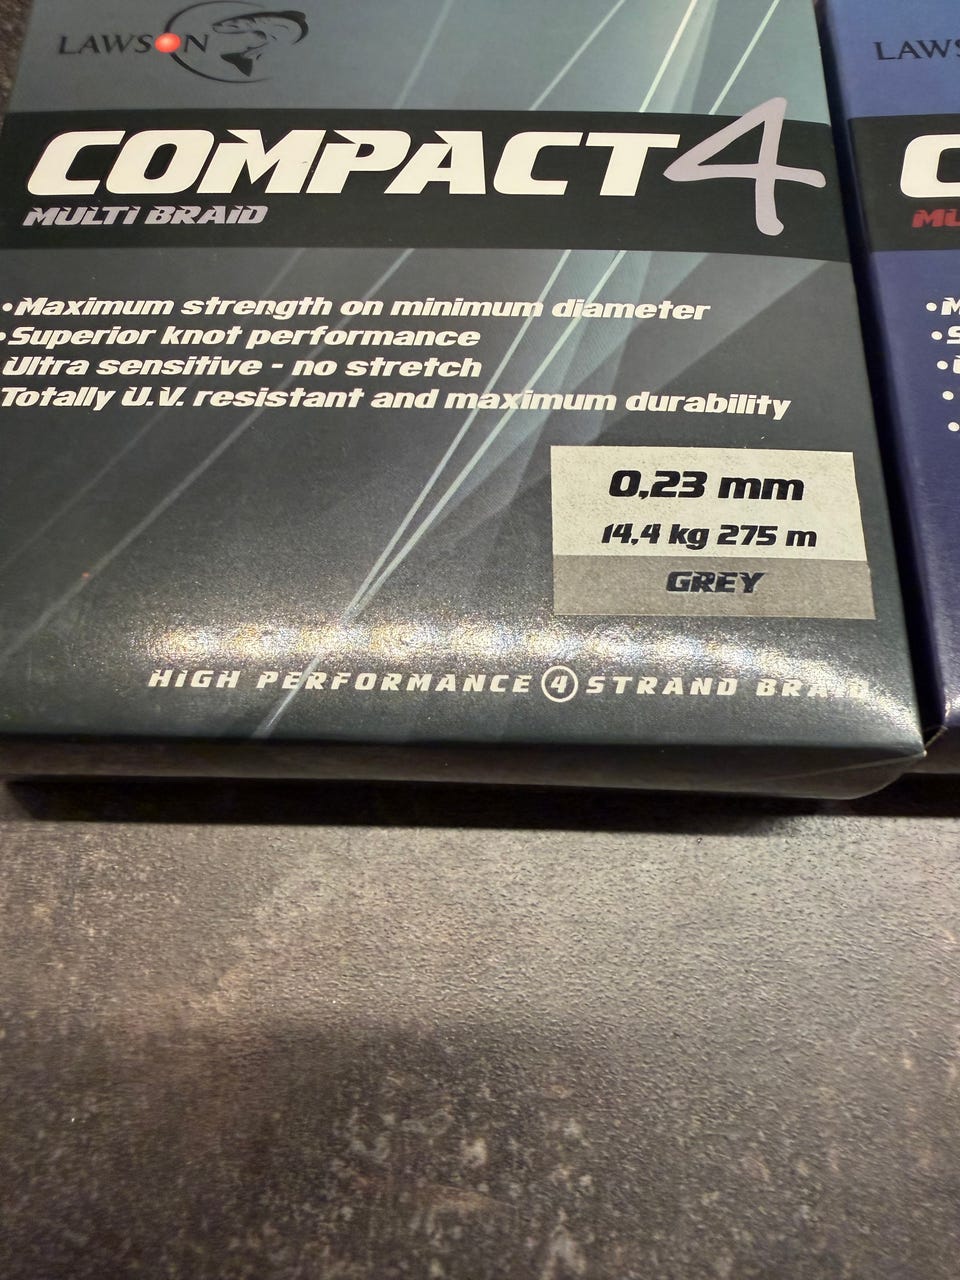 LAWSON
COMPACT4
MULTI BRAID
•Maximum strength on minimum diameter
•Superior knot performance
Ultra sensitive - no stretch
Totally U.V. resistant and maximum durability
0,23 mm
14,4 kg 275 m
GREY
HIGH PERFORMANCE 4 STRAND BRAID
LAWS
C
MU